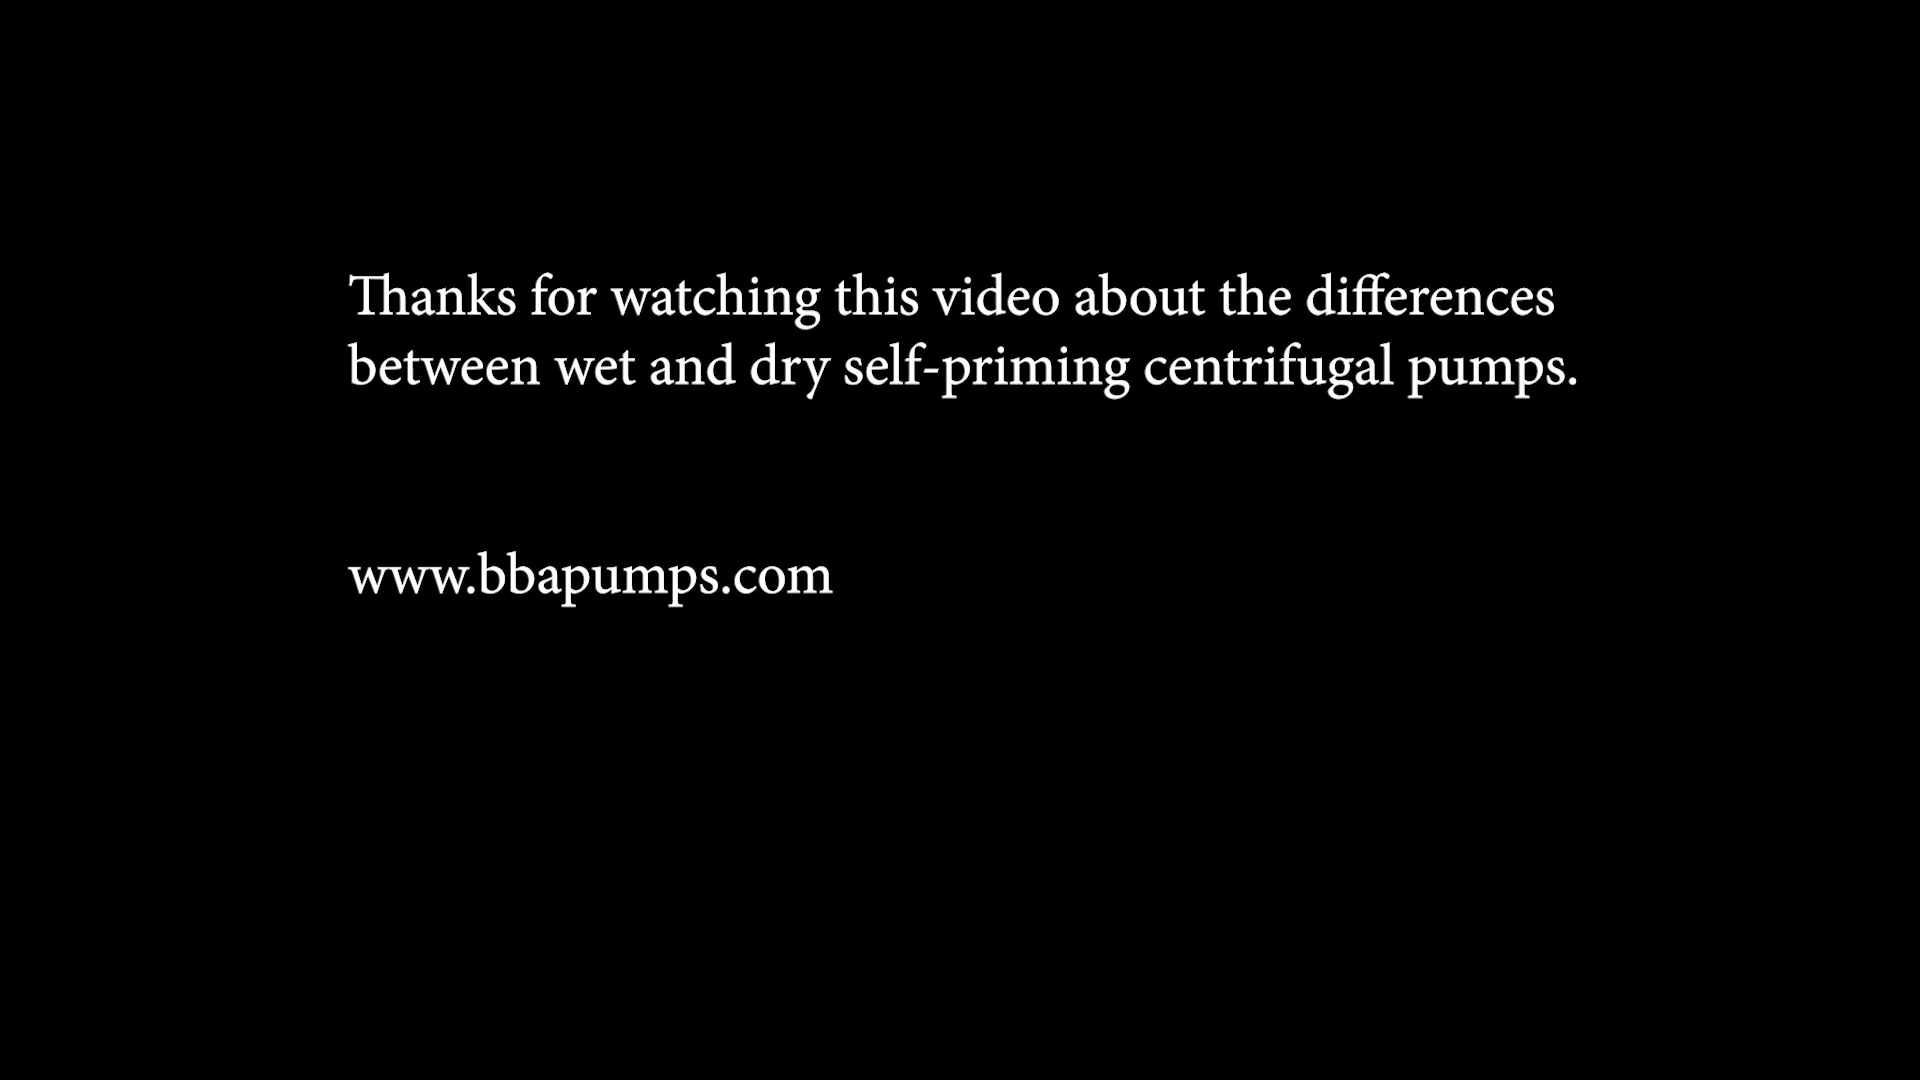 Thanks for watching this video about the differences
between wet and dry self-priming centrifugal pumps.
www.bbapumps.com